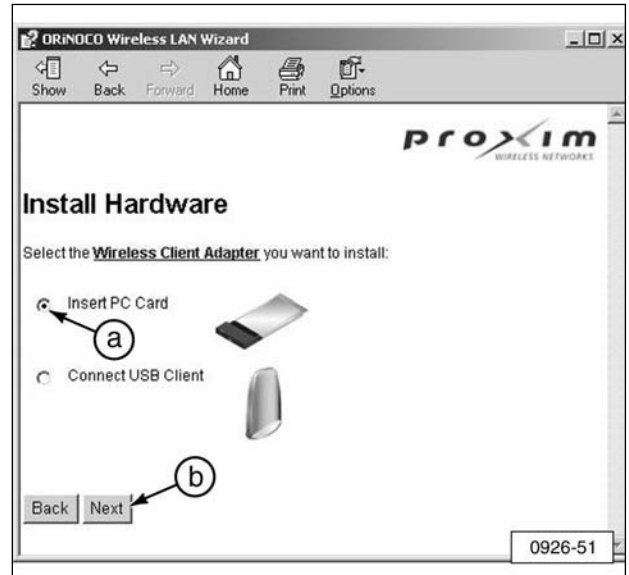 ORiNOCO Wireless LAN Wizard
Show Back Forward Home Print Options
proxim
WIRELESS NETWORKS
Install Hardware
Select the Wireless Client Adapter you want to install:
Insert PC Card
a
Connect USB Client
b
Back Next
0926-51